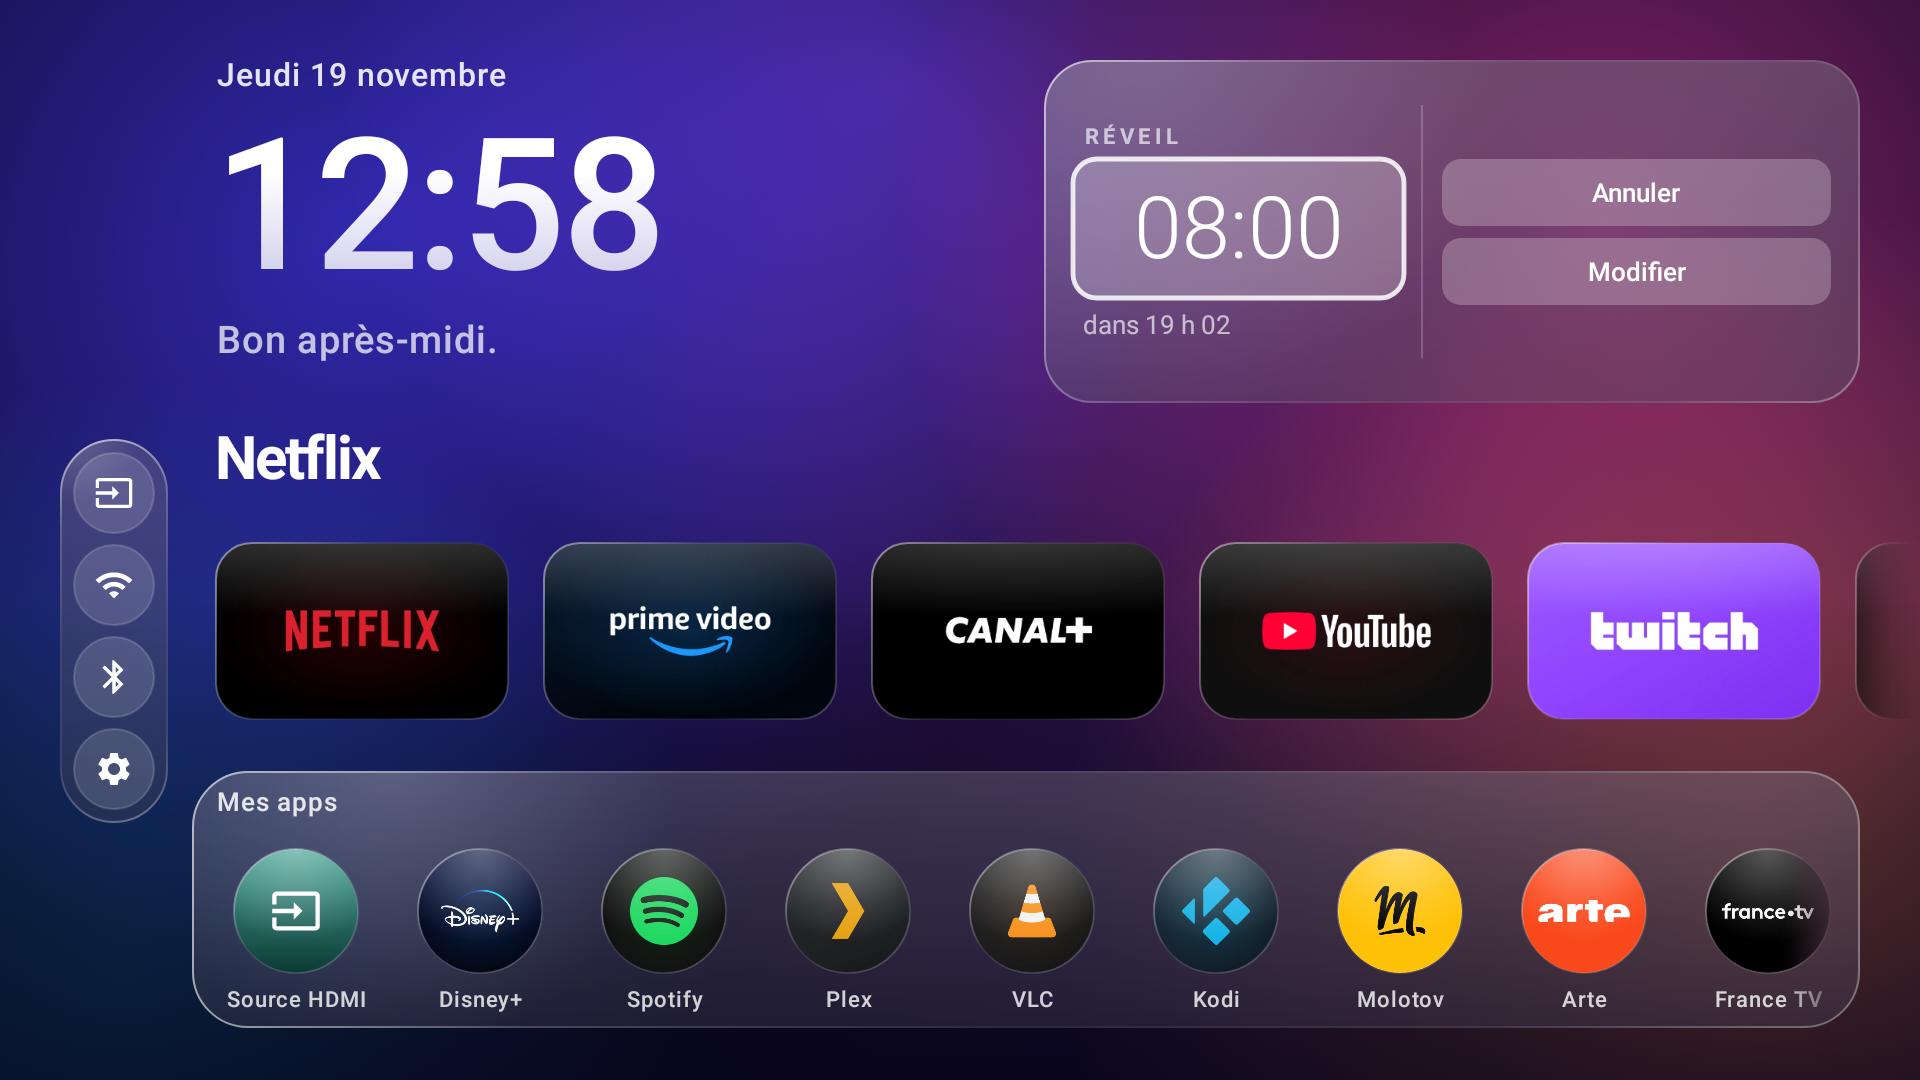 Jeudi 19 novembre
12:58
Bon après-midi.
RÉVEIL
08:00
dans 19 h 02
Annuler
Modifier
Netflix
NETFLIX
prime video
CANAL+
YouTube
twitch
Mes apps
Disney+
M.
arte
france•tv
Source HDMI
Disney+
Spotify
Plex
VLC
Kodi
Molotov
Arte
France TV